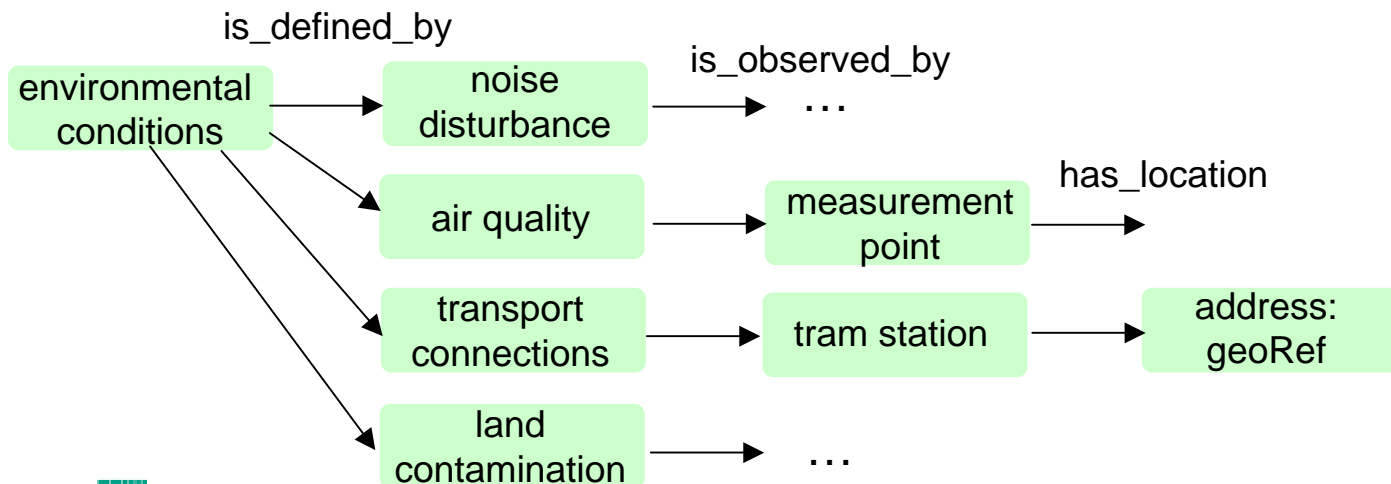 is_defined_by
is_observed_by
environmental
conditions
noise
disturbance
...
has_location
air quality
measurement
point
transport
connections
tram station
address:
geoRef
land
contamination
...